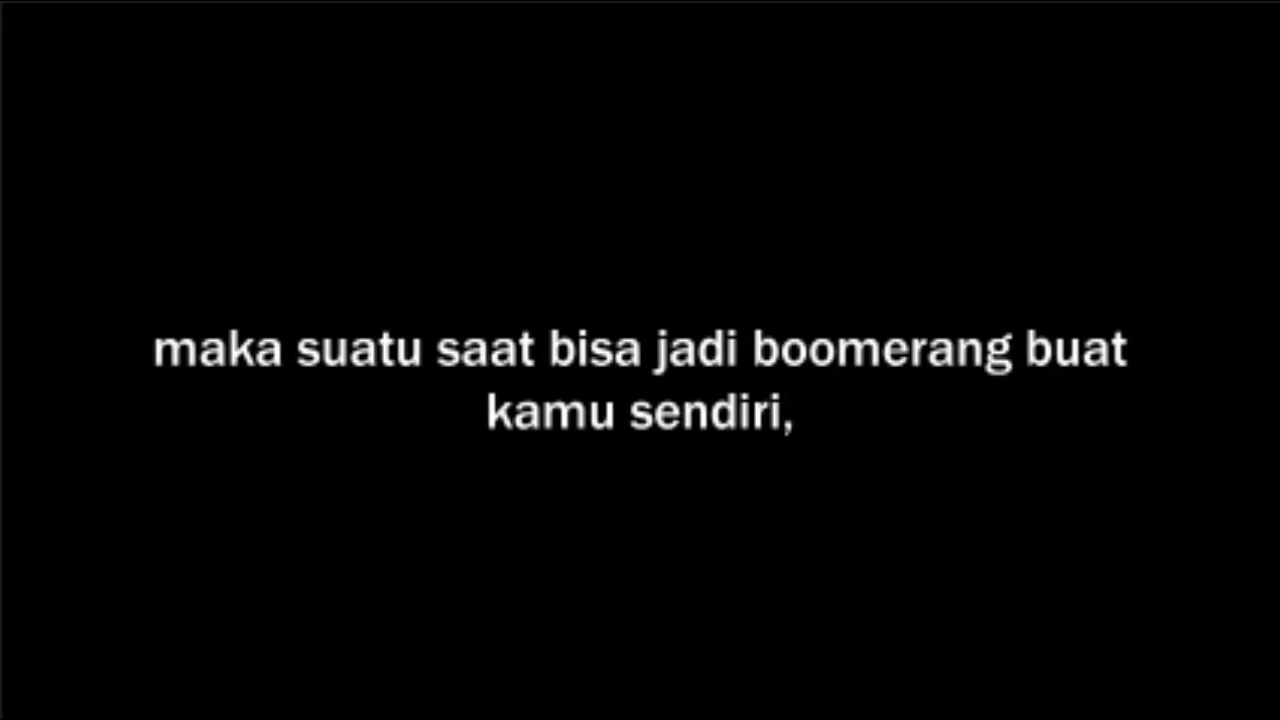 maka suatu saat bisa jadi boomerang buat
kamu sendiri,